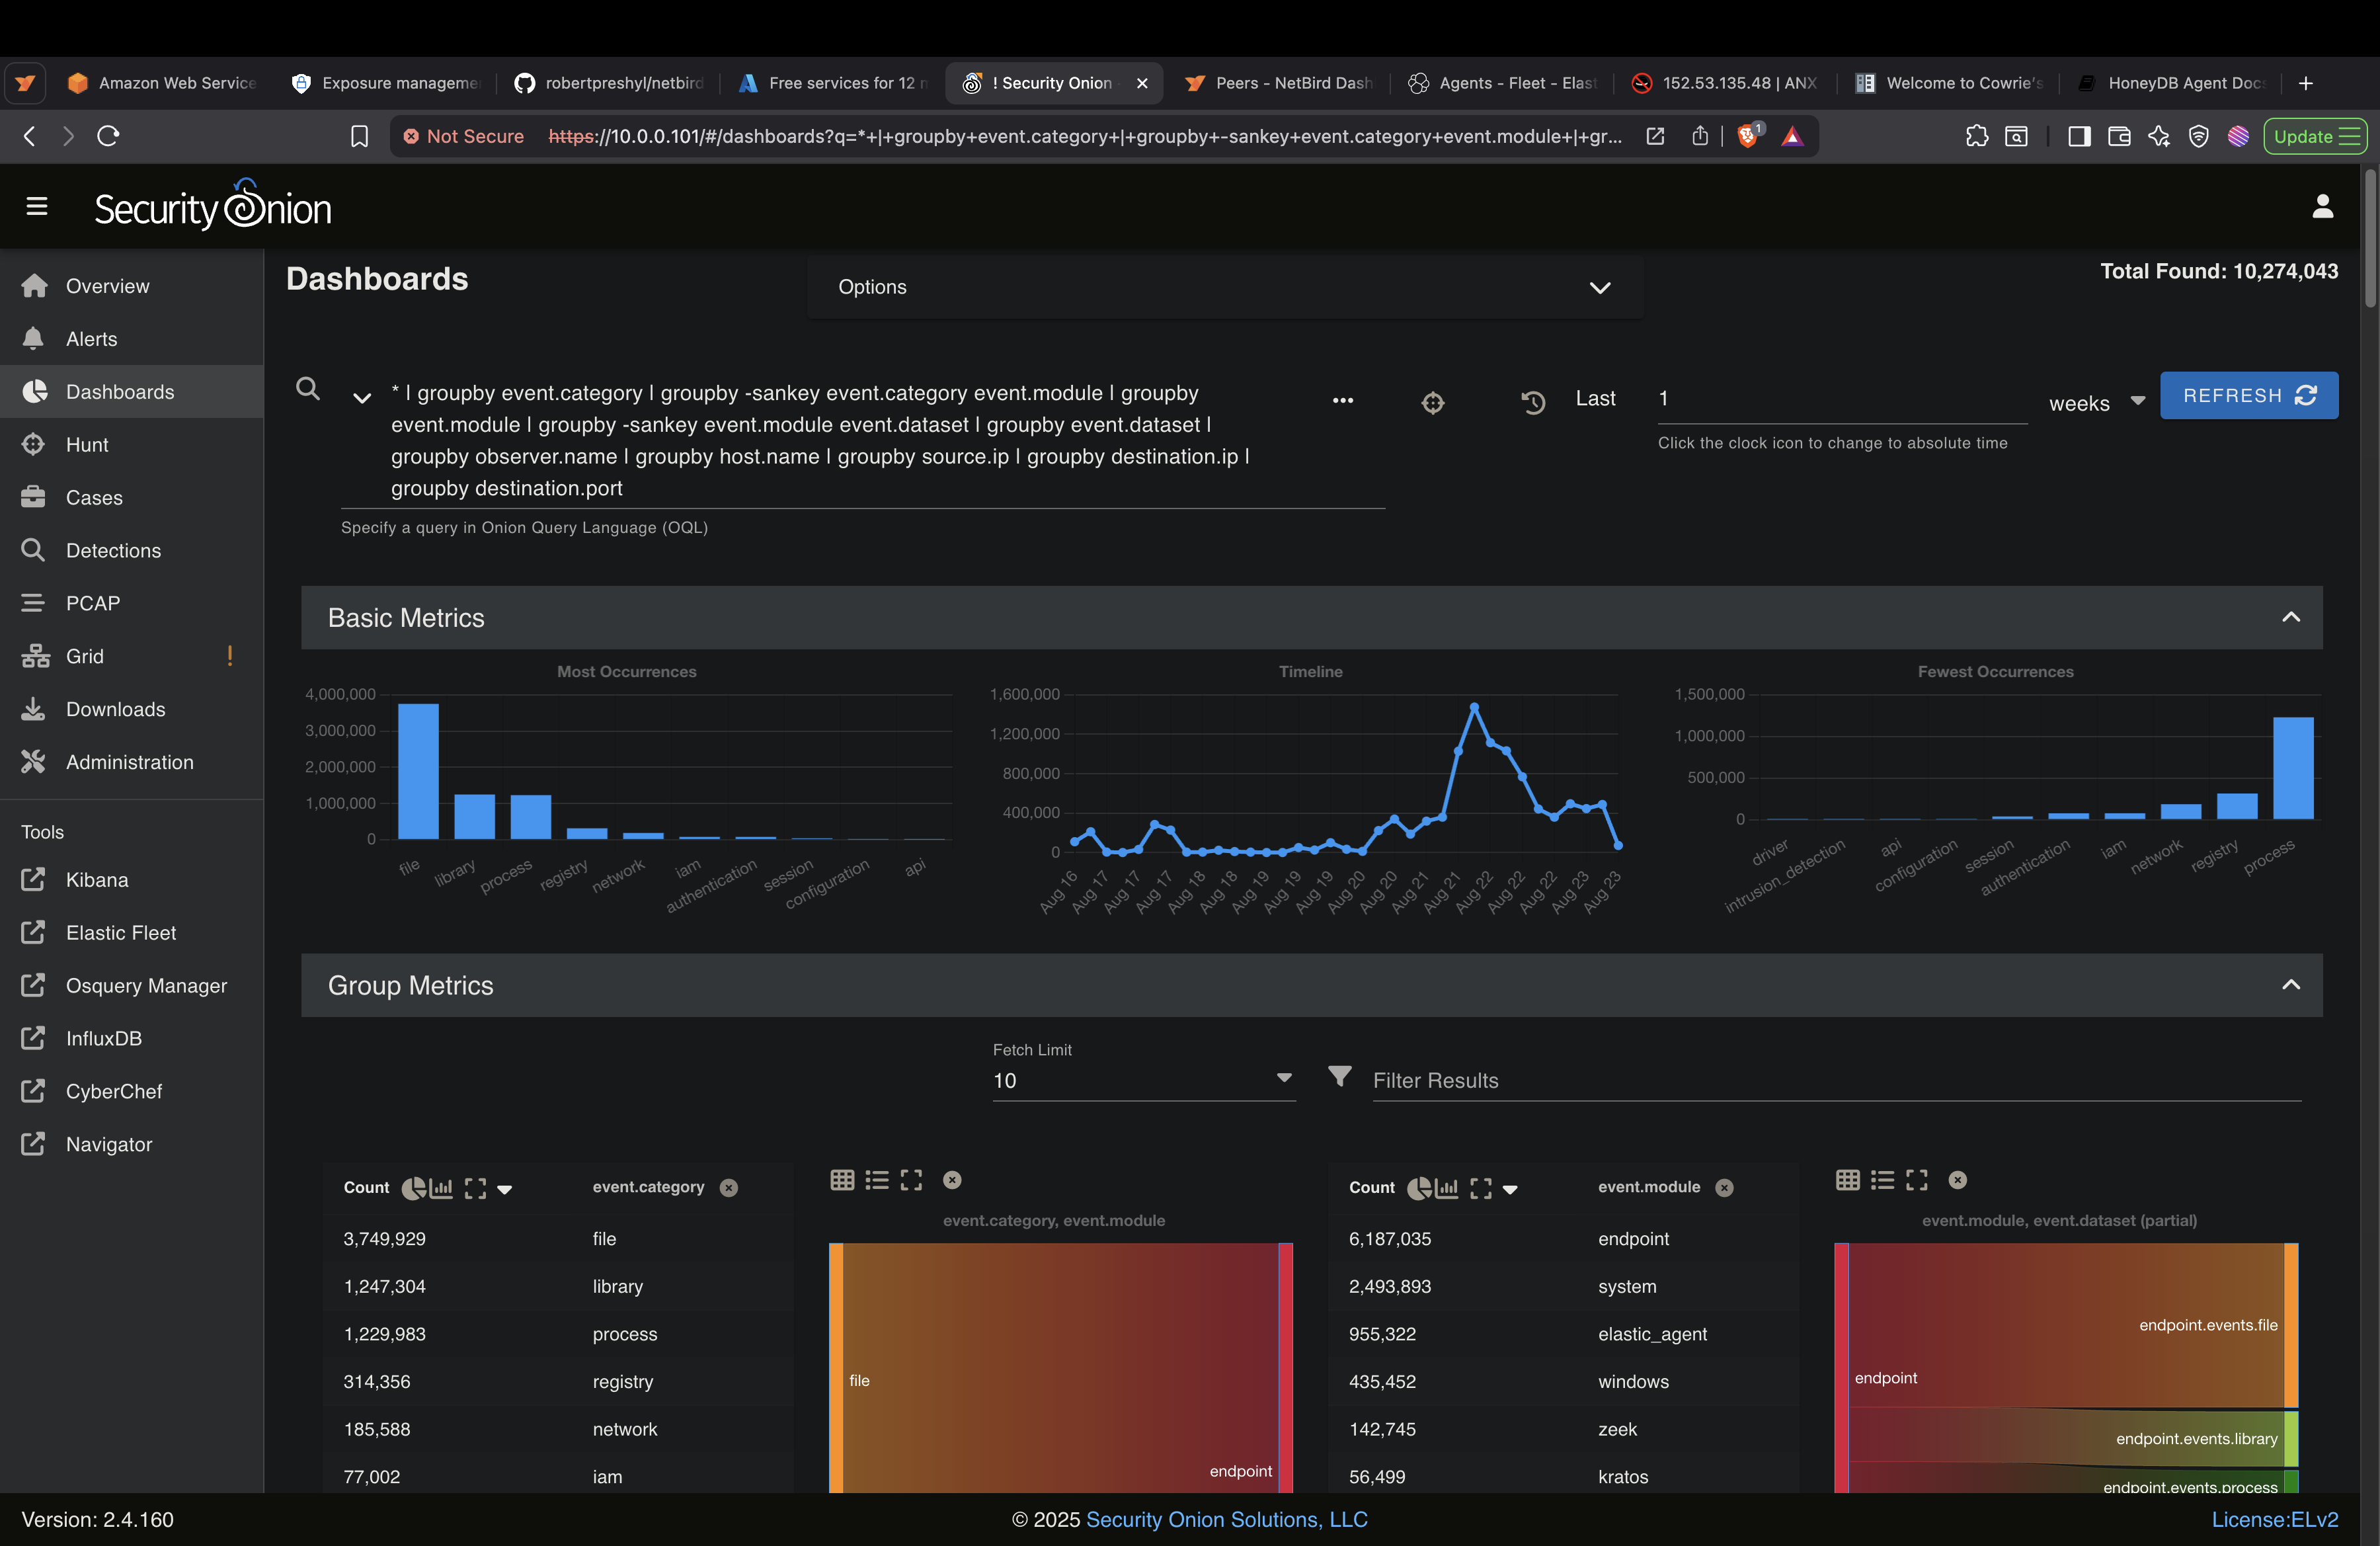 Amazon Web Service
Exposure manageme
robertpreshyl/netbird
Free services for 12 n
! Security Onion
Peers - NetBird Dash
Agents - Fleet - Elast
152.53.135.48 | ANX
Welcome to Cowrie's
HoneyDB Agent Docs
Not Secure https://10.0.0.101/#/dashboards?q=*+|+groupby+event.category+|+groupby+-sankey+event.category+event.module+|+gr...
1
Update
Security Onion
Overview
Alerts
Dashboards
Hunt
Cases
Detections
PCAP
Grid
!
Downloads
Administration
Tools
Kibana
Elastic Fleet
Osquery Manager
InfluxDB
CyberChef
Navigator
Dashboards
Options
Total Found: 10,274,043
* | groupby event.category | groupby -sankey event.category event.module | groupby
event.module | groupby -sankey event.module event.dataset | groupby event.dataset |
groupby observer.name | groupby host.name | groupby source.ip | groupby destination.ip |
groupby destination.port
Specify a query in Onion Query Language (OQL)
Last
1
weeks
REFRESH
Click the clock icon to change to absolute time
Basic Metrics
Most Occurrences
4,000,000
3,000,000
2,000,000
1,000,000
0
file
library
process
registry
network
iam
authentication
session
configuration
api
Timeline
1,600,000
1,200,000
800,000
400,000
0
Aug 16
Aug 17
Aug 17
Aug 17
Aug 18
Aug 18
Aug 19
Aug 19
Aug 19
Aug 20
Aug 20
Aug 21
Aug 21
Aug 22
Aug 22
Aug 22
Aug 23
Aug 23
Fewest Occurrences
1,500,000
1,000,000
500,000
0
driver
intrusion_detection
api
configuration
session
authentication
iam
network
registry
process
Group Metrics
Fetch Limit
10
Filter Results
Count event.category
3,749,929 file
1,247,304 library
1,229,983 process
314,356 registry
185,588 network
77,002 iam
event.category, event.module
file
endpoint
Count event.module
6,187,035 endpoint
2,493,893 system
955,322 elastic_agent
435,452 windows
142,745 zeek
56,499 kratos
event.module, event.dataset (partial)
endpoint.events.file
endpoint
endpoint.events.library
endpoint.events.process
Version: 2.4.160
© 2025 Security Onion Solutions, LLC
License:ELv2